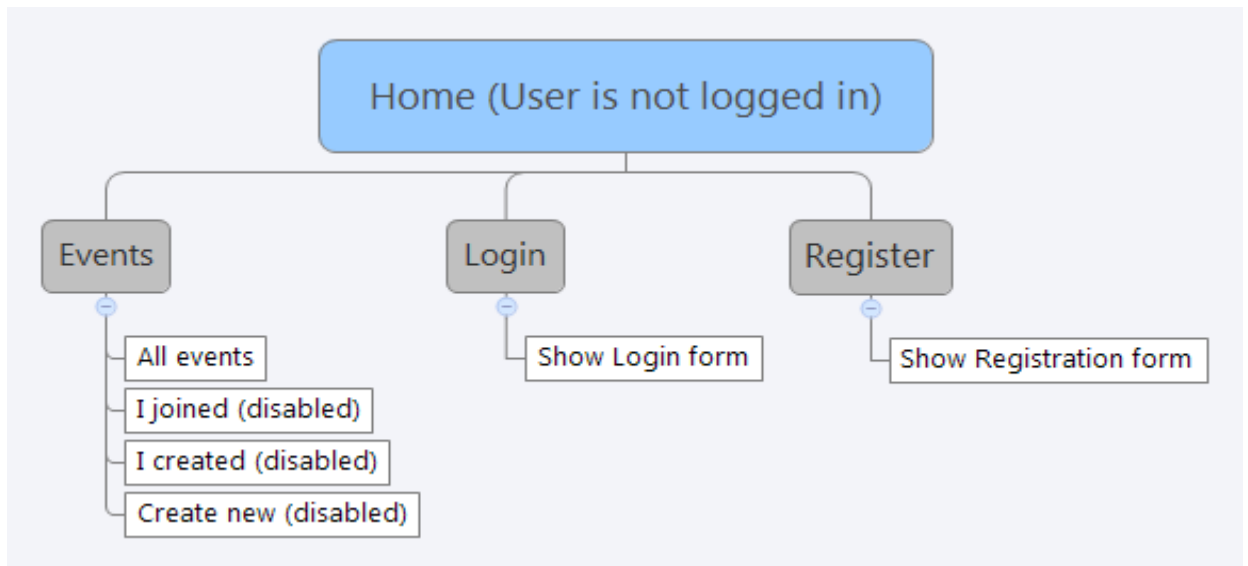 Home (User is not logged in)
Events
Login
Register
All events
I joined (disabled)
I created (disabled)
Create new (disabled)
Show Login form
Show Registration form